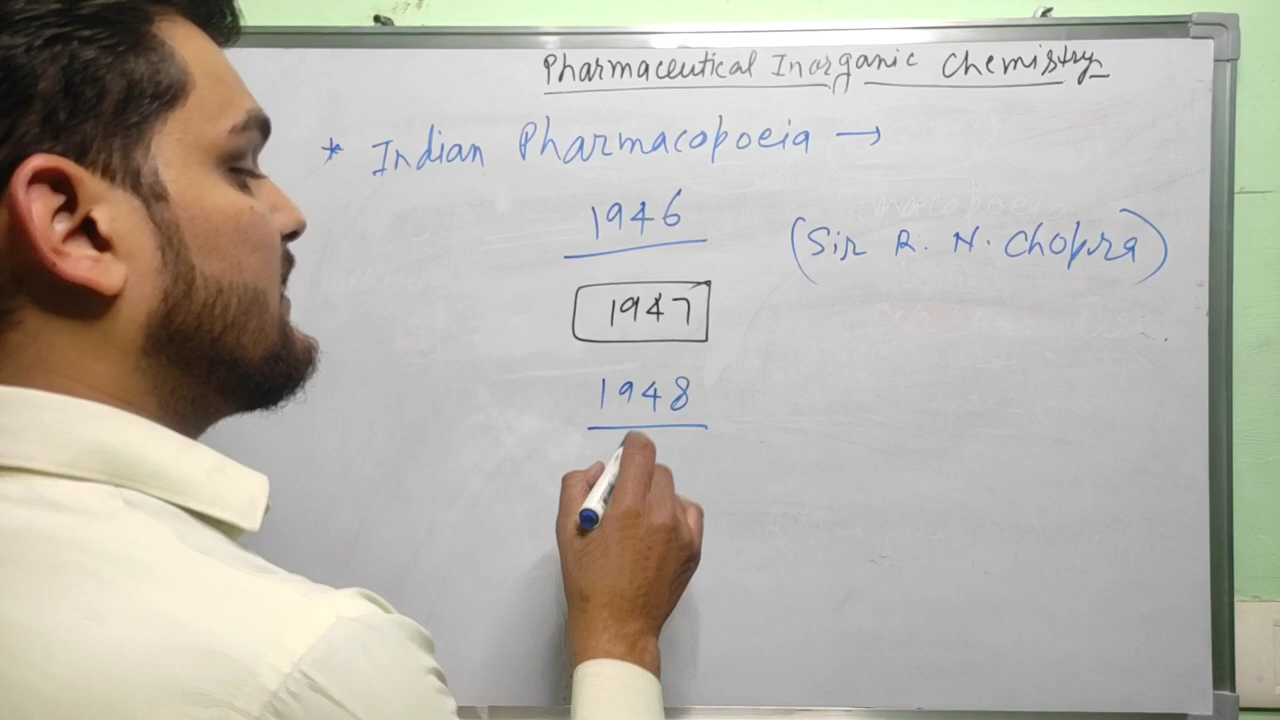 Pharmaceutical Inorganic Chemistry
* Indian Pharmacopoeia →
1946
(Sir R. N. Chopra)
1947
1948